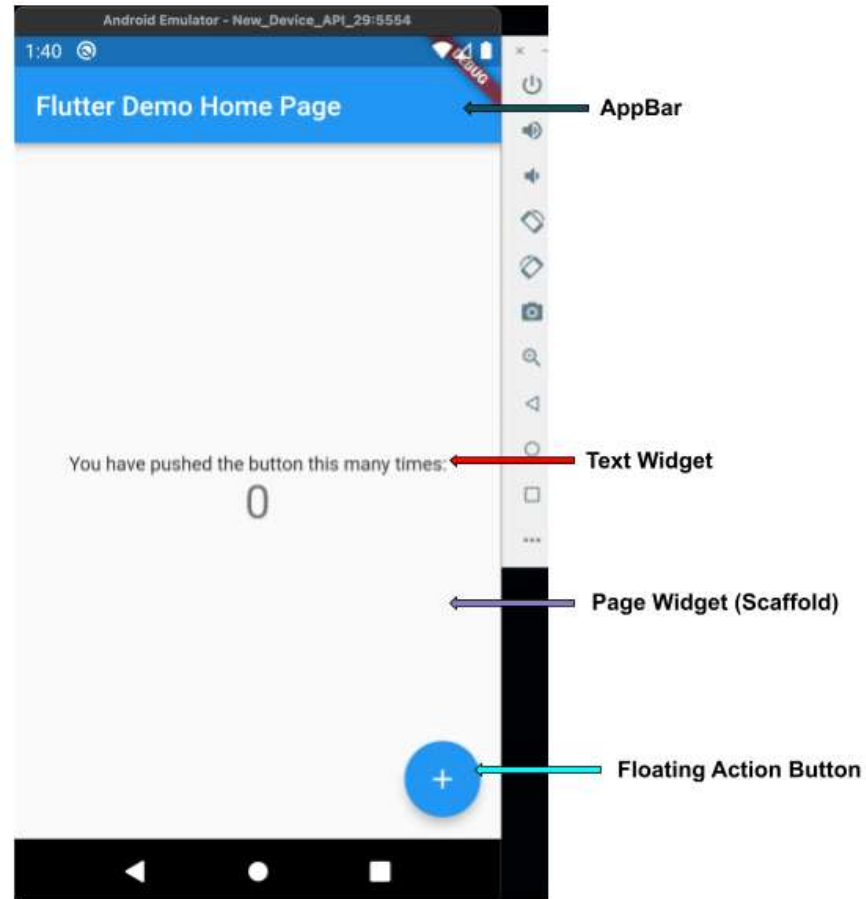 Android Emulator - New_Device_API_29:5554
1:40
DEBUG
Flutter Demo Home Page
AppBar
You have pushed the button this many times:
Text Widget
0
Page Widget (Scaffold)
+
Floating Action Button